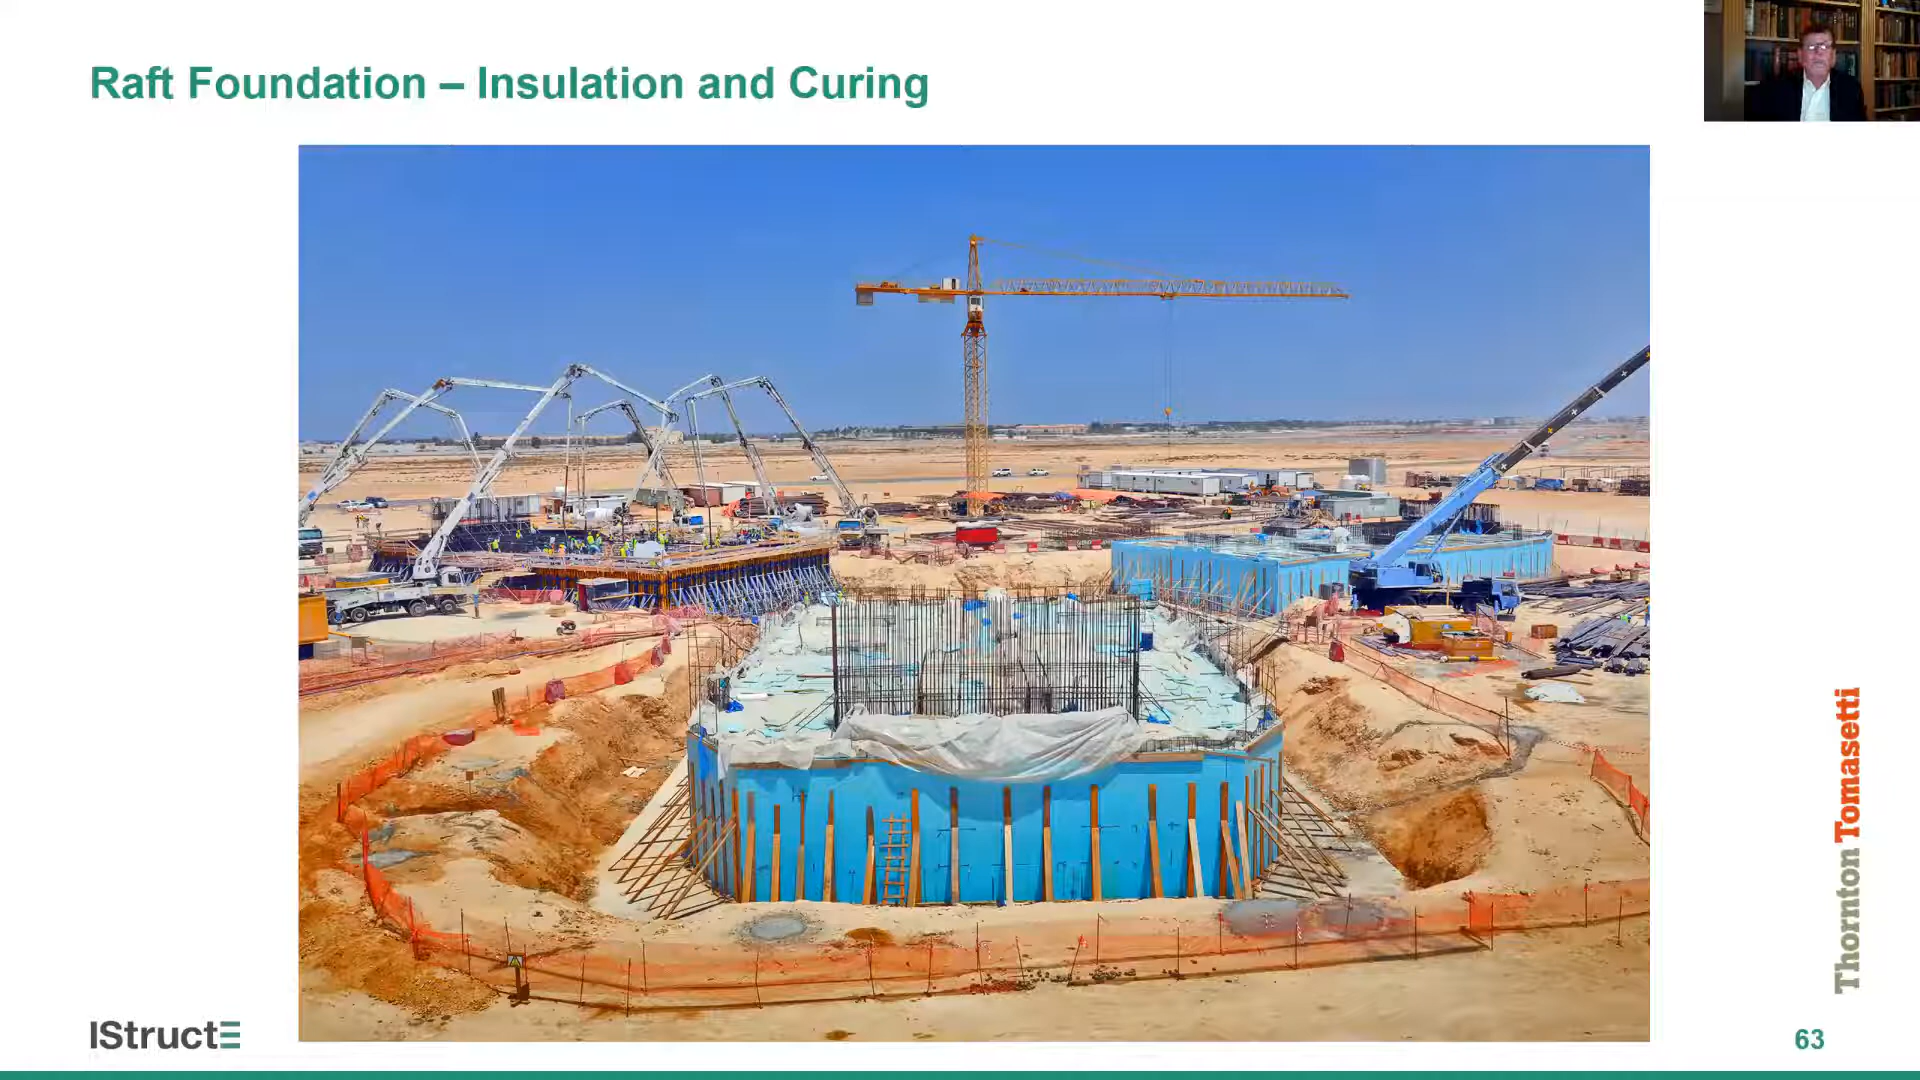 Raft Foundation – Insulation and Curing
Thornton Tomasetti
IStructE
63